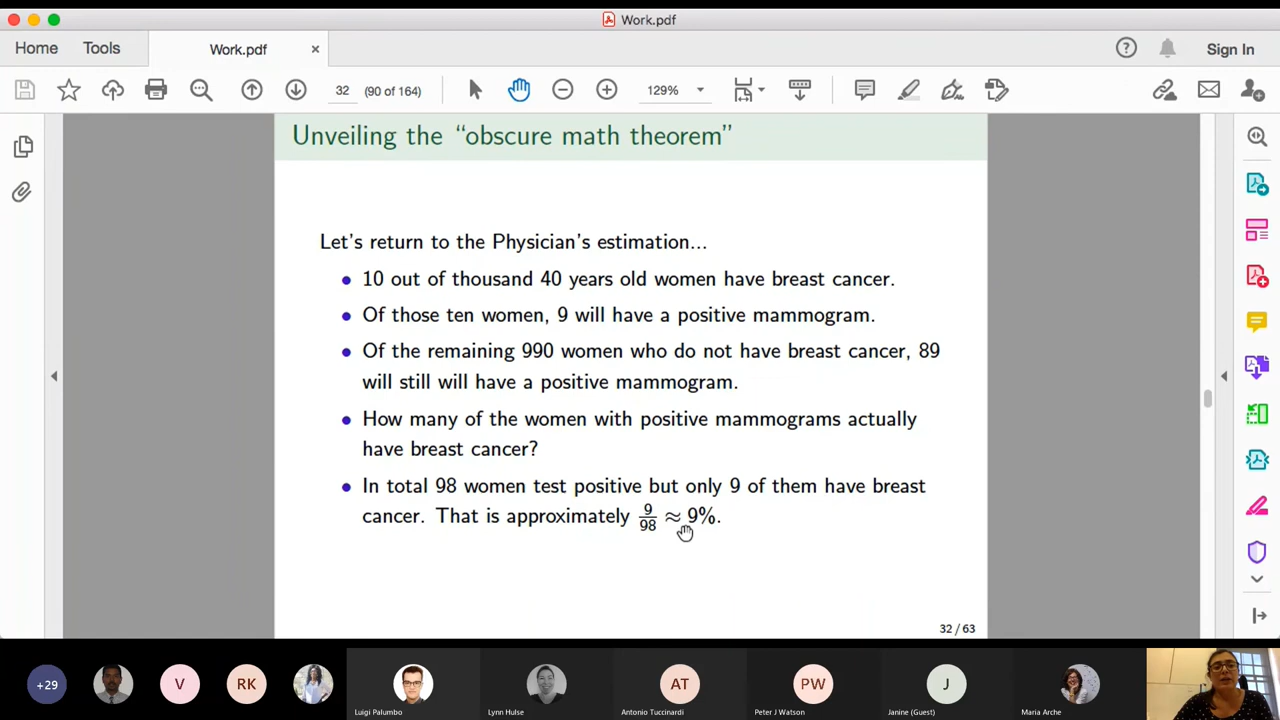 Work.pdf
Home Tools Work.pdf × Sign In
32 (90 of 164) 129%
Unveiling the “obscure math theorem”
Let's return to the Physician's estimation...
• 10 out of thousand 40 years old women have breast cancer.
• Of those ten women, 9 will have a positive mammogram.
• Of the remaining 990 women who do not have breast cancer, 89
will still will have a positive mammogram.
• How many of the women with positive mammograms actually
have breast cancer?
• In total 98 women test positive but only 9 of them have breast
cancer. That is approximately 9/98 ≈ 9%.
32 / 63
+29 V RK AT PW J
Luigi Palumbo Lynn Hulse Antonio Tuccinardi Peter J Watson Janine (Guest) Maria Arche